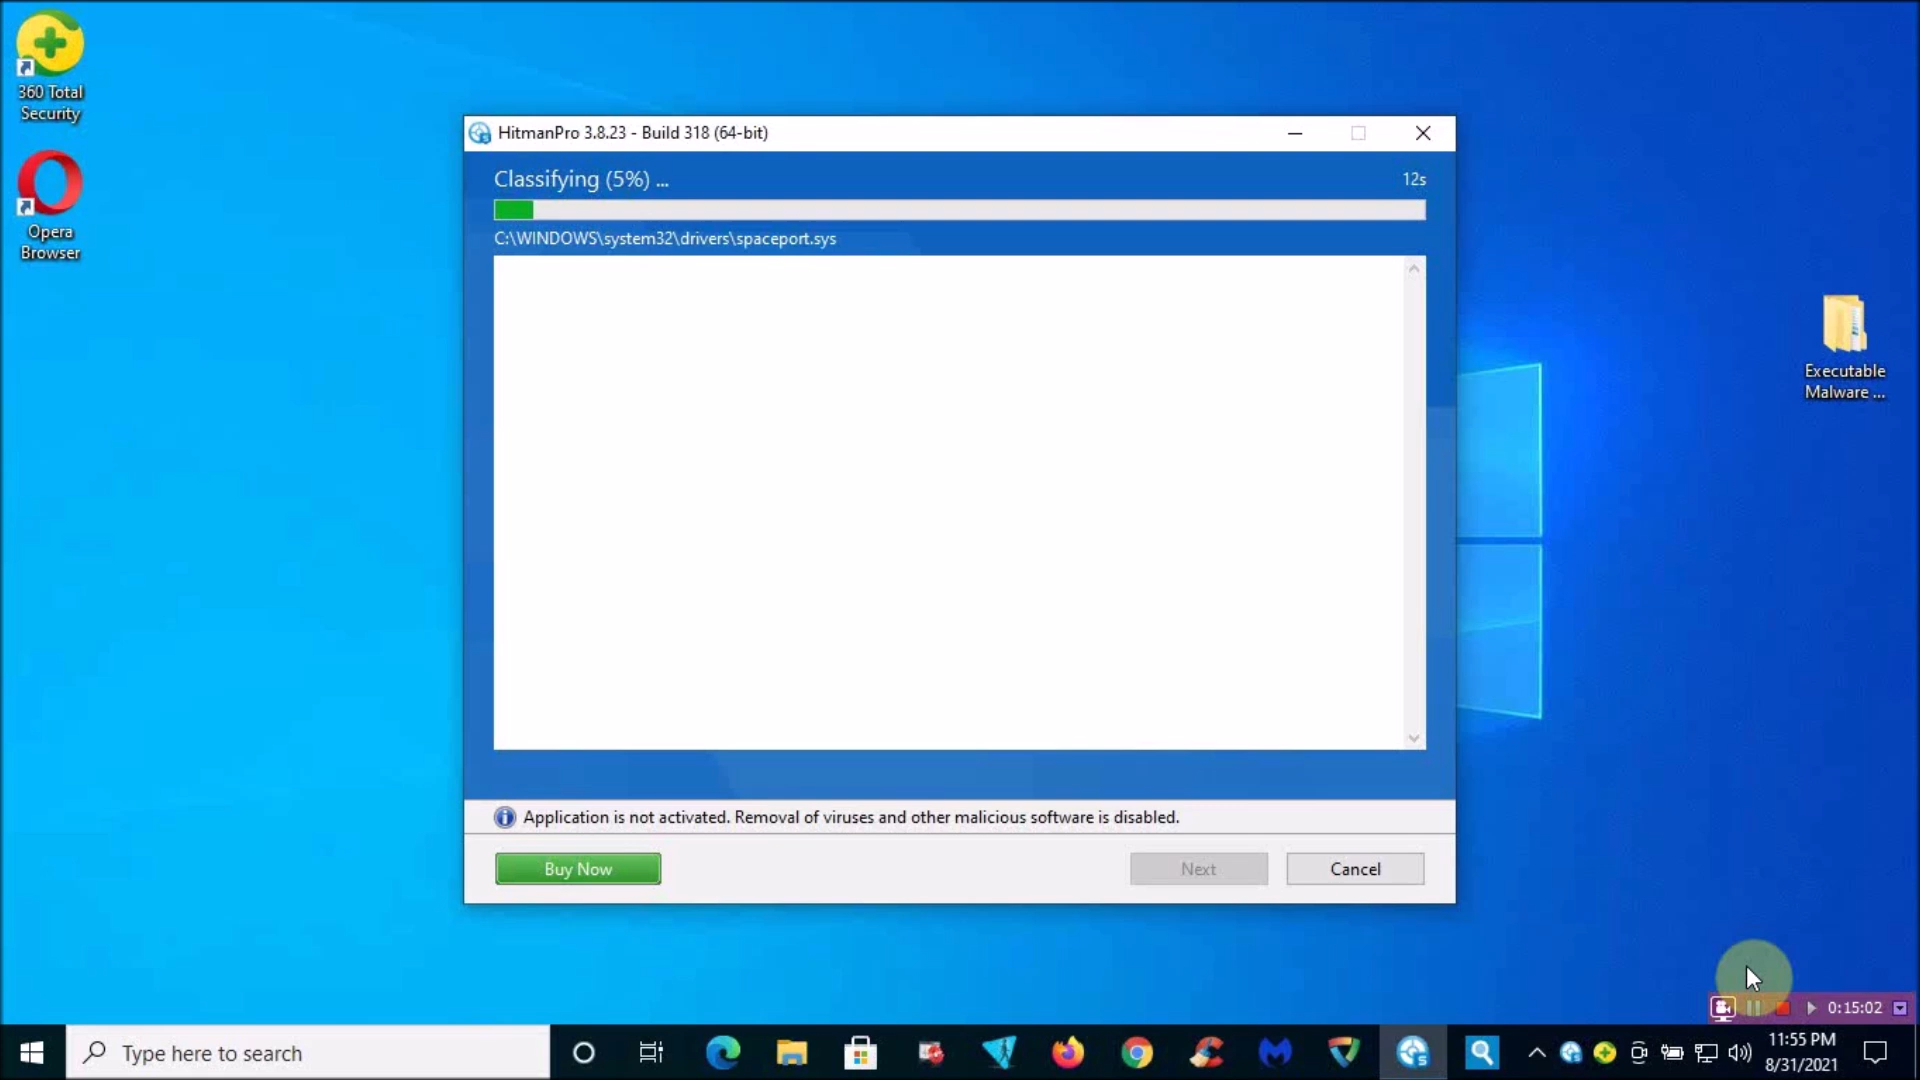 360 Total
Security
Opera
Browser
HitmanPro 3.8.23 - Build 318 (64-bit)
Classifying (5%) ...
12s
C:\WINDOWS\system32\drivers\spaceport.sys
Executable
Malware ...
Application is not activated. Removal of viruses and other malicious software is disabled.
Buy Now
Next
Cancel
0:15:02
Type here to search
11:55 PM
8/31/2021